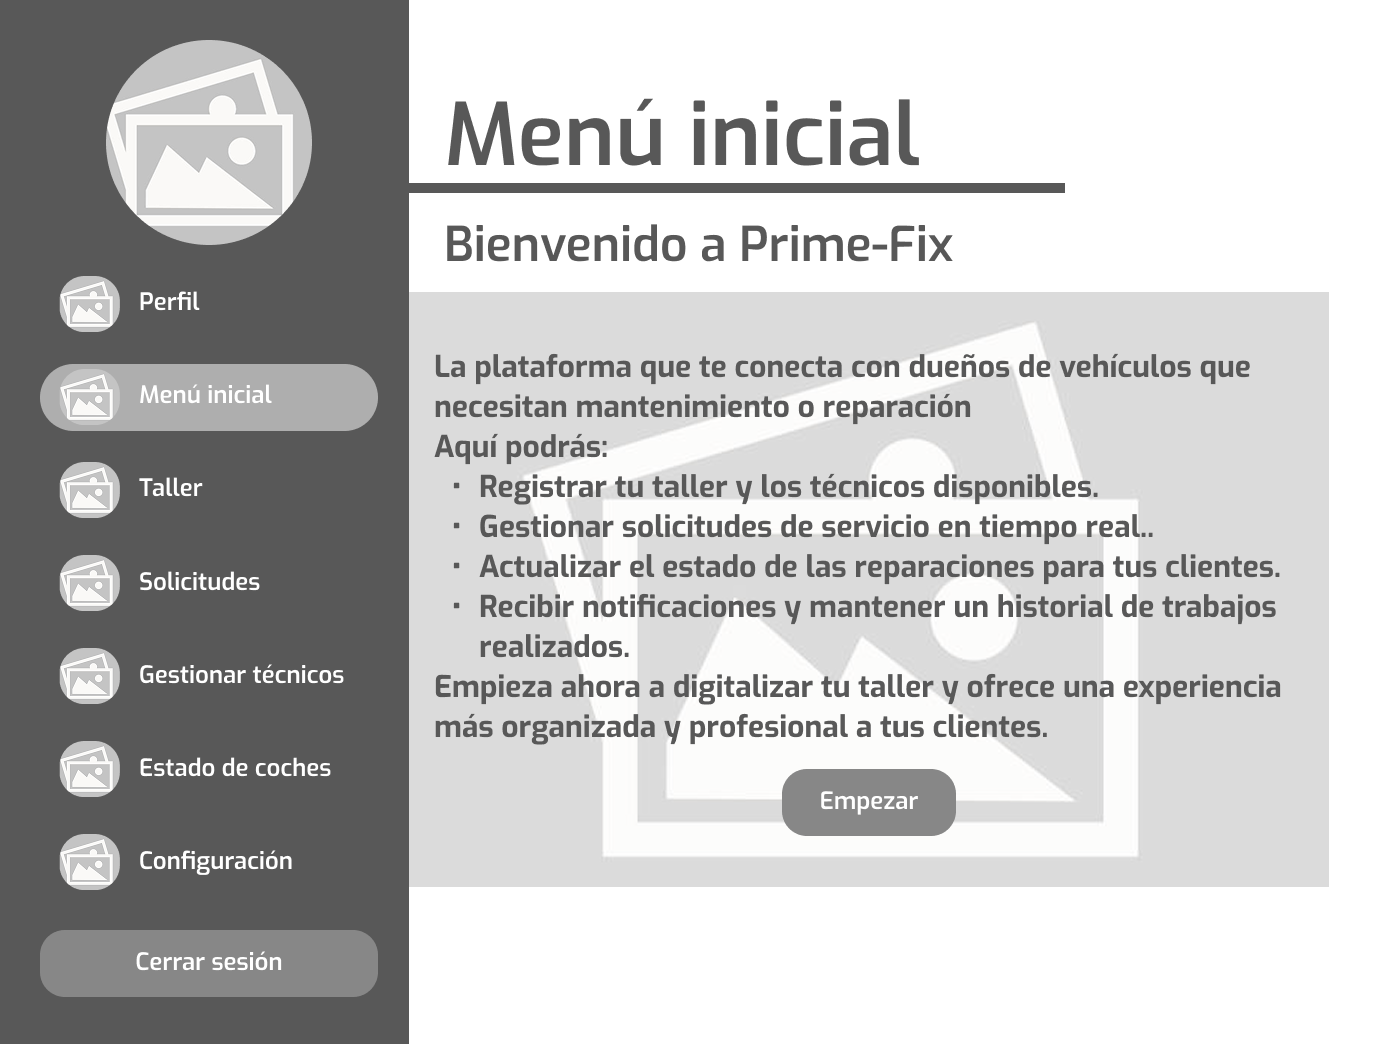 Perfil
Menú inicial
Taller
Solicitudes
Gestionar técnicos
Estado de coches
Configuración
Cerrar sesión
Menú inicial
Bienvenido a Prime-Fix
La plataforma que te conecta con dueños de vehículos que
necesitan mantenimiento o reparación
Aquí podrás:
· Registrar tu taller y los técnicos disponibles.
· Gestionar solicitudes de servicio en tiempo real..
· Actualizar el estado de las reparaciones para tus clientes.
· Recibir notificaciones y mantener un historial de trabajos
realizados.
Empieza ahora a digitalizar tu taller y ofrece una experiencia
más organizada y profesional a tus clientes.
Empezar